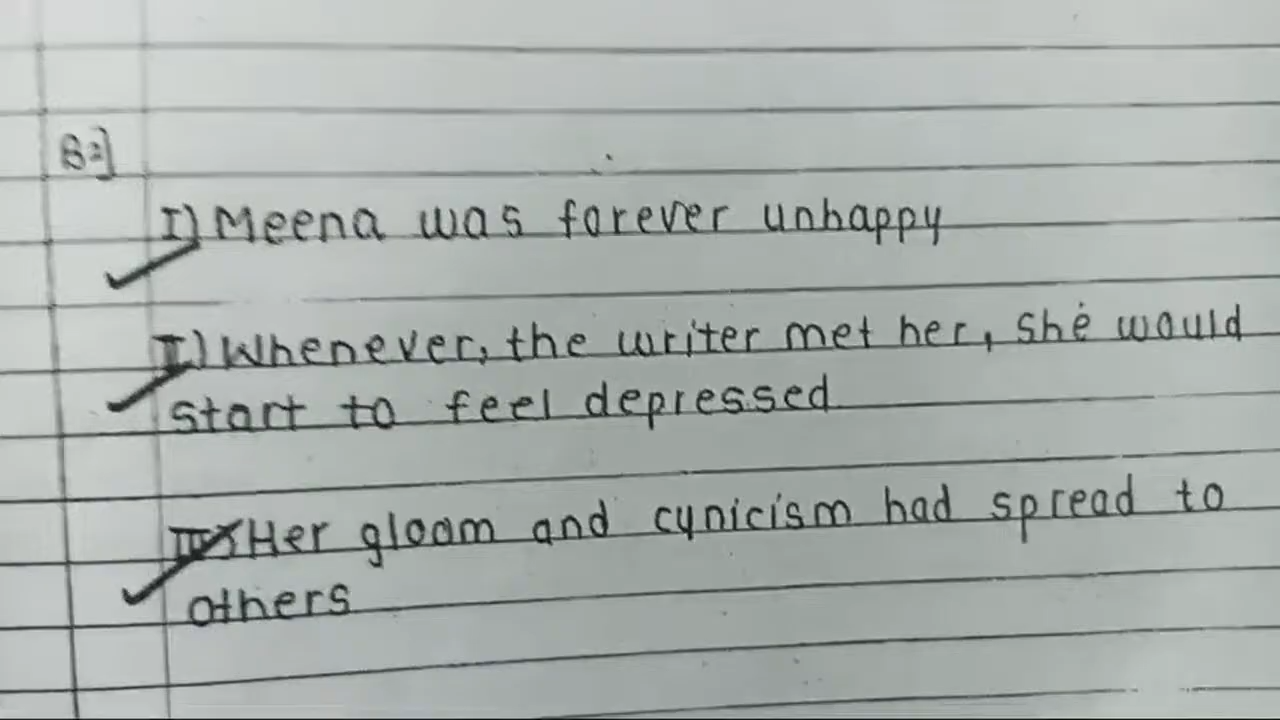 B:]
I) Meena was forever unhappy
II) Whenever, the writer met her, she would
start to feel depressed
III) Her gloom and cynicism had spread to
others